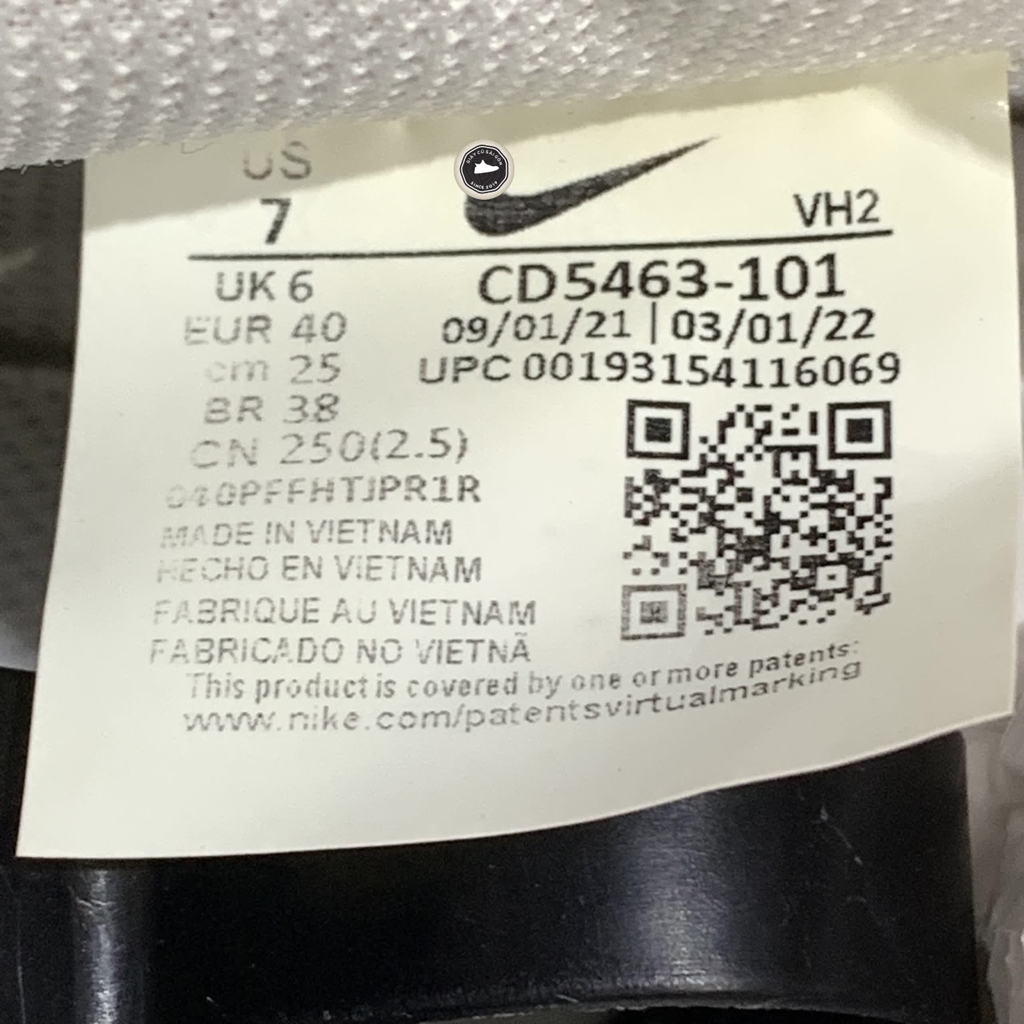 US
7
VH2
UK 6
CD5463-101
EUR 40
09/01/21 | 03/01/22
cm 25
UPC 00193154116069
BR 38
CN 250(2.5)
040PFFHTJPR1R
MADE IN VIETNAM
HECHO EN VIETNAM
FABRIQUE AU VIETNAM
FABRICADO NO VIETNÃ
This product is covered by one or more patents:
www.nike.com/patentsvirtualmarking